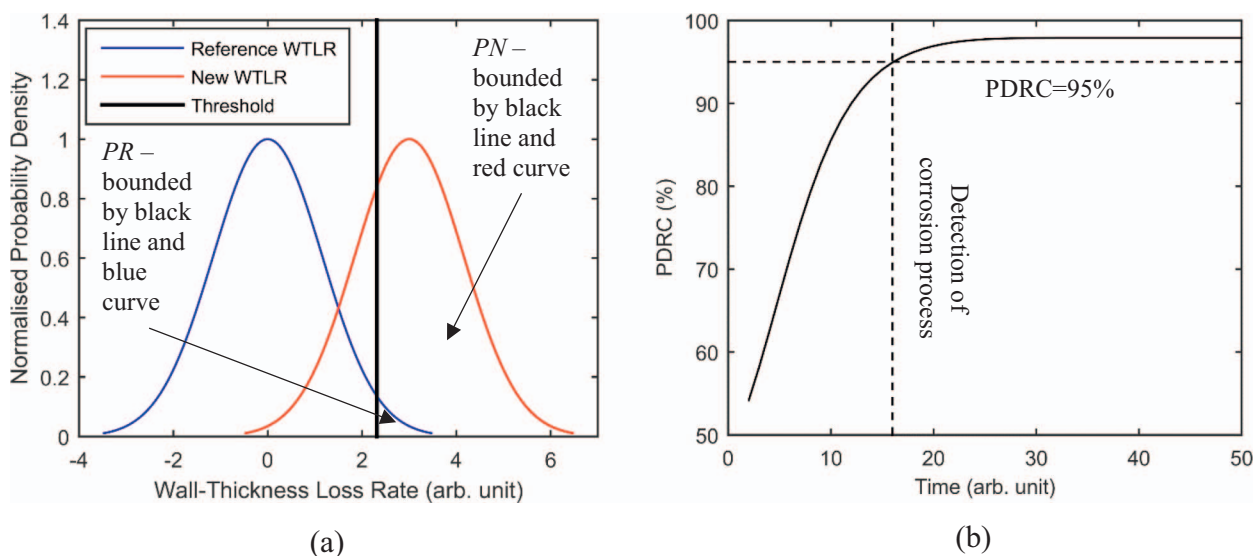 1.4
1.2
1
0.8
0.6
0.4
0.2
0
Normalised Probability Density
Reference WTLR
New WTLR
Threshold
PR –
bounded
by black
line and
blue
curve
PN –
bounded
by black
line and
red curve
-4
-2
0
2
4
6
Wall-Thickness Loss Rate (arb. unit)
(a)
100
90
80
70
60
50
PDRC (%)
PDRC=95%
Detection of
corrosion process
0
10
20
30
40
50
Time (arb. unit)
(b)